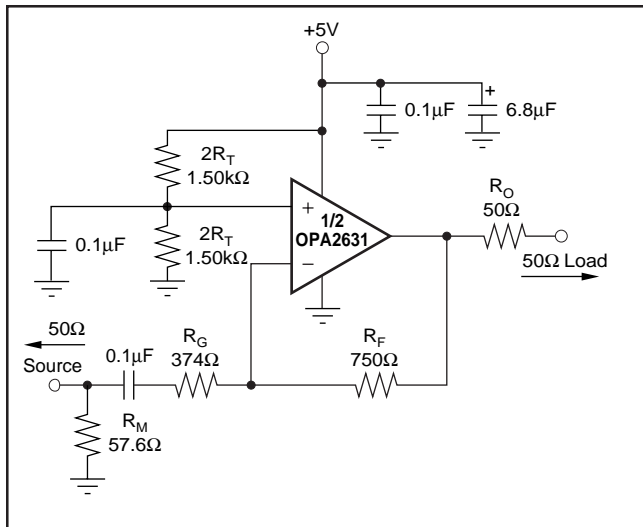 +5V
+
0.1μF
6.8μF
2R_T
1.50kΩ
R_O
50Ω
+
1/2
OPA2631
−
0.1μF
2R_T
1.50kΩ
50Ω Load
50Ω
Source
0.1μF
R_G
374Ω
R_F
750Ω
R_M
57.6Ω